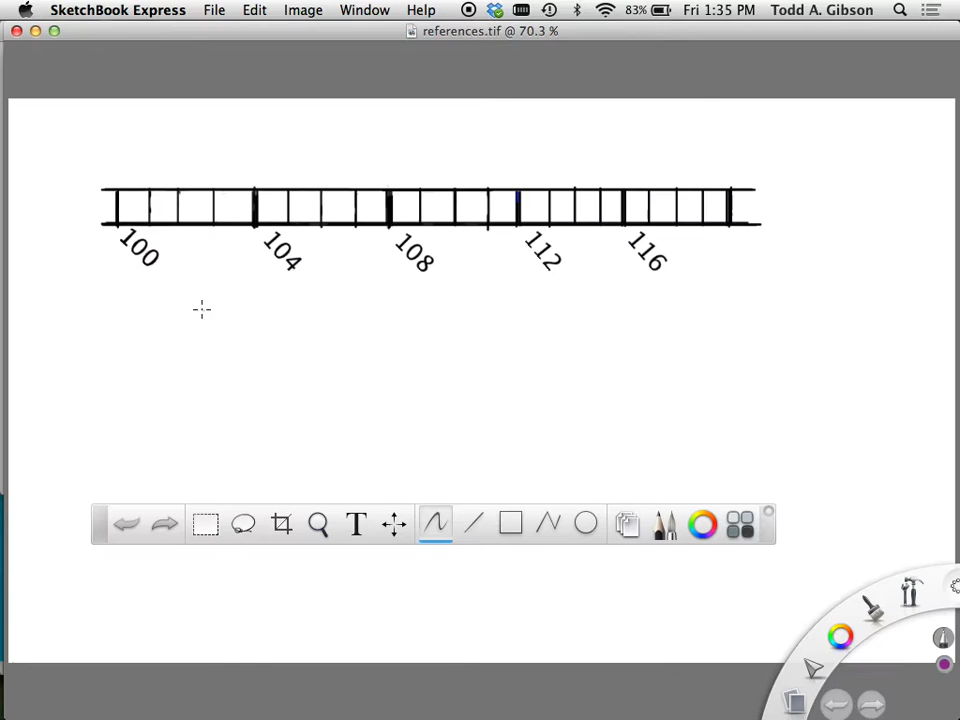 SketchBook Express File Edit Image Window Help 83% Fri 1:35 PM Todd A. Gibson
references.tif @ 70.3 %
100 104 108 112 116
T